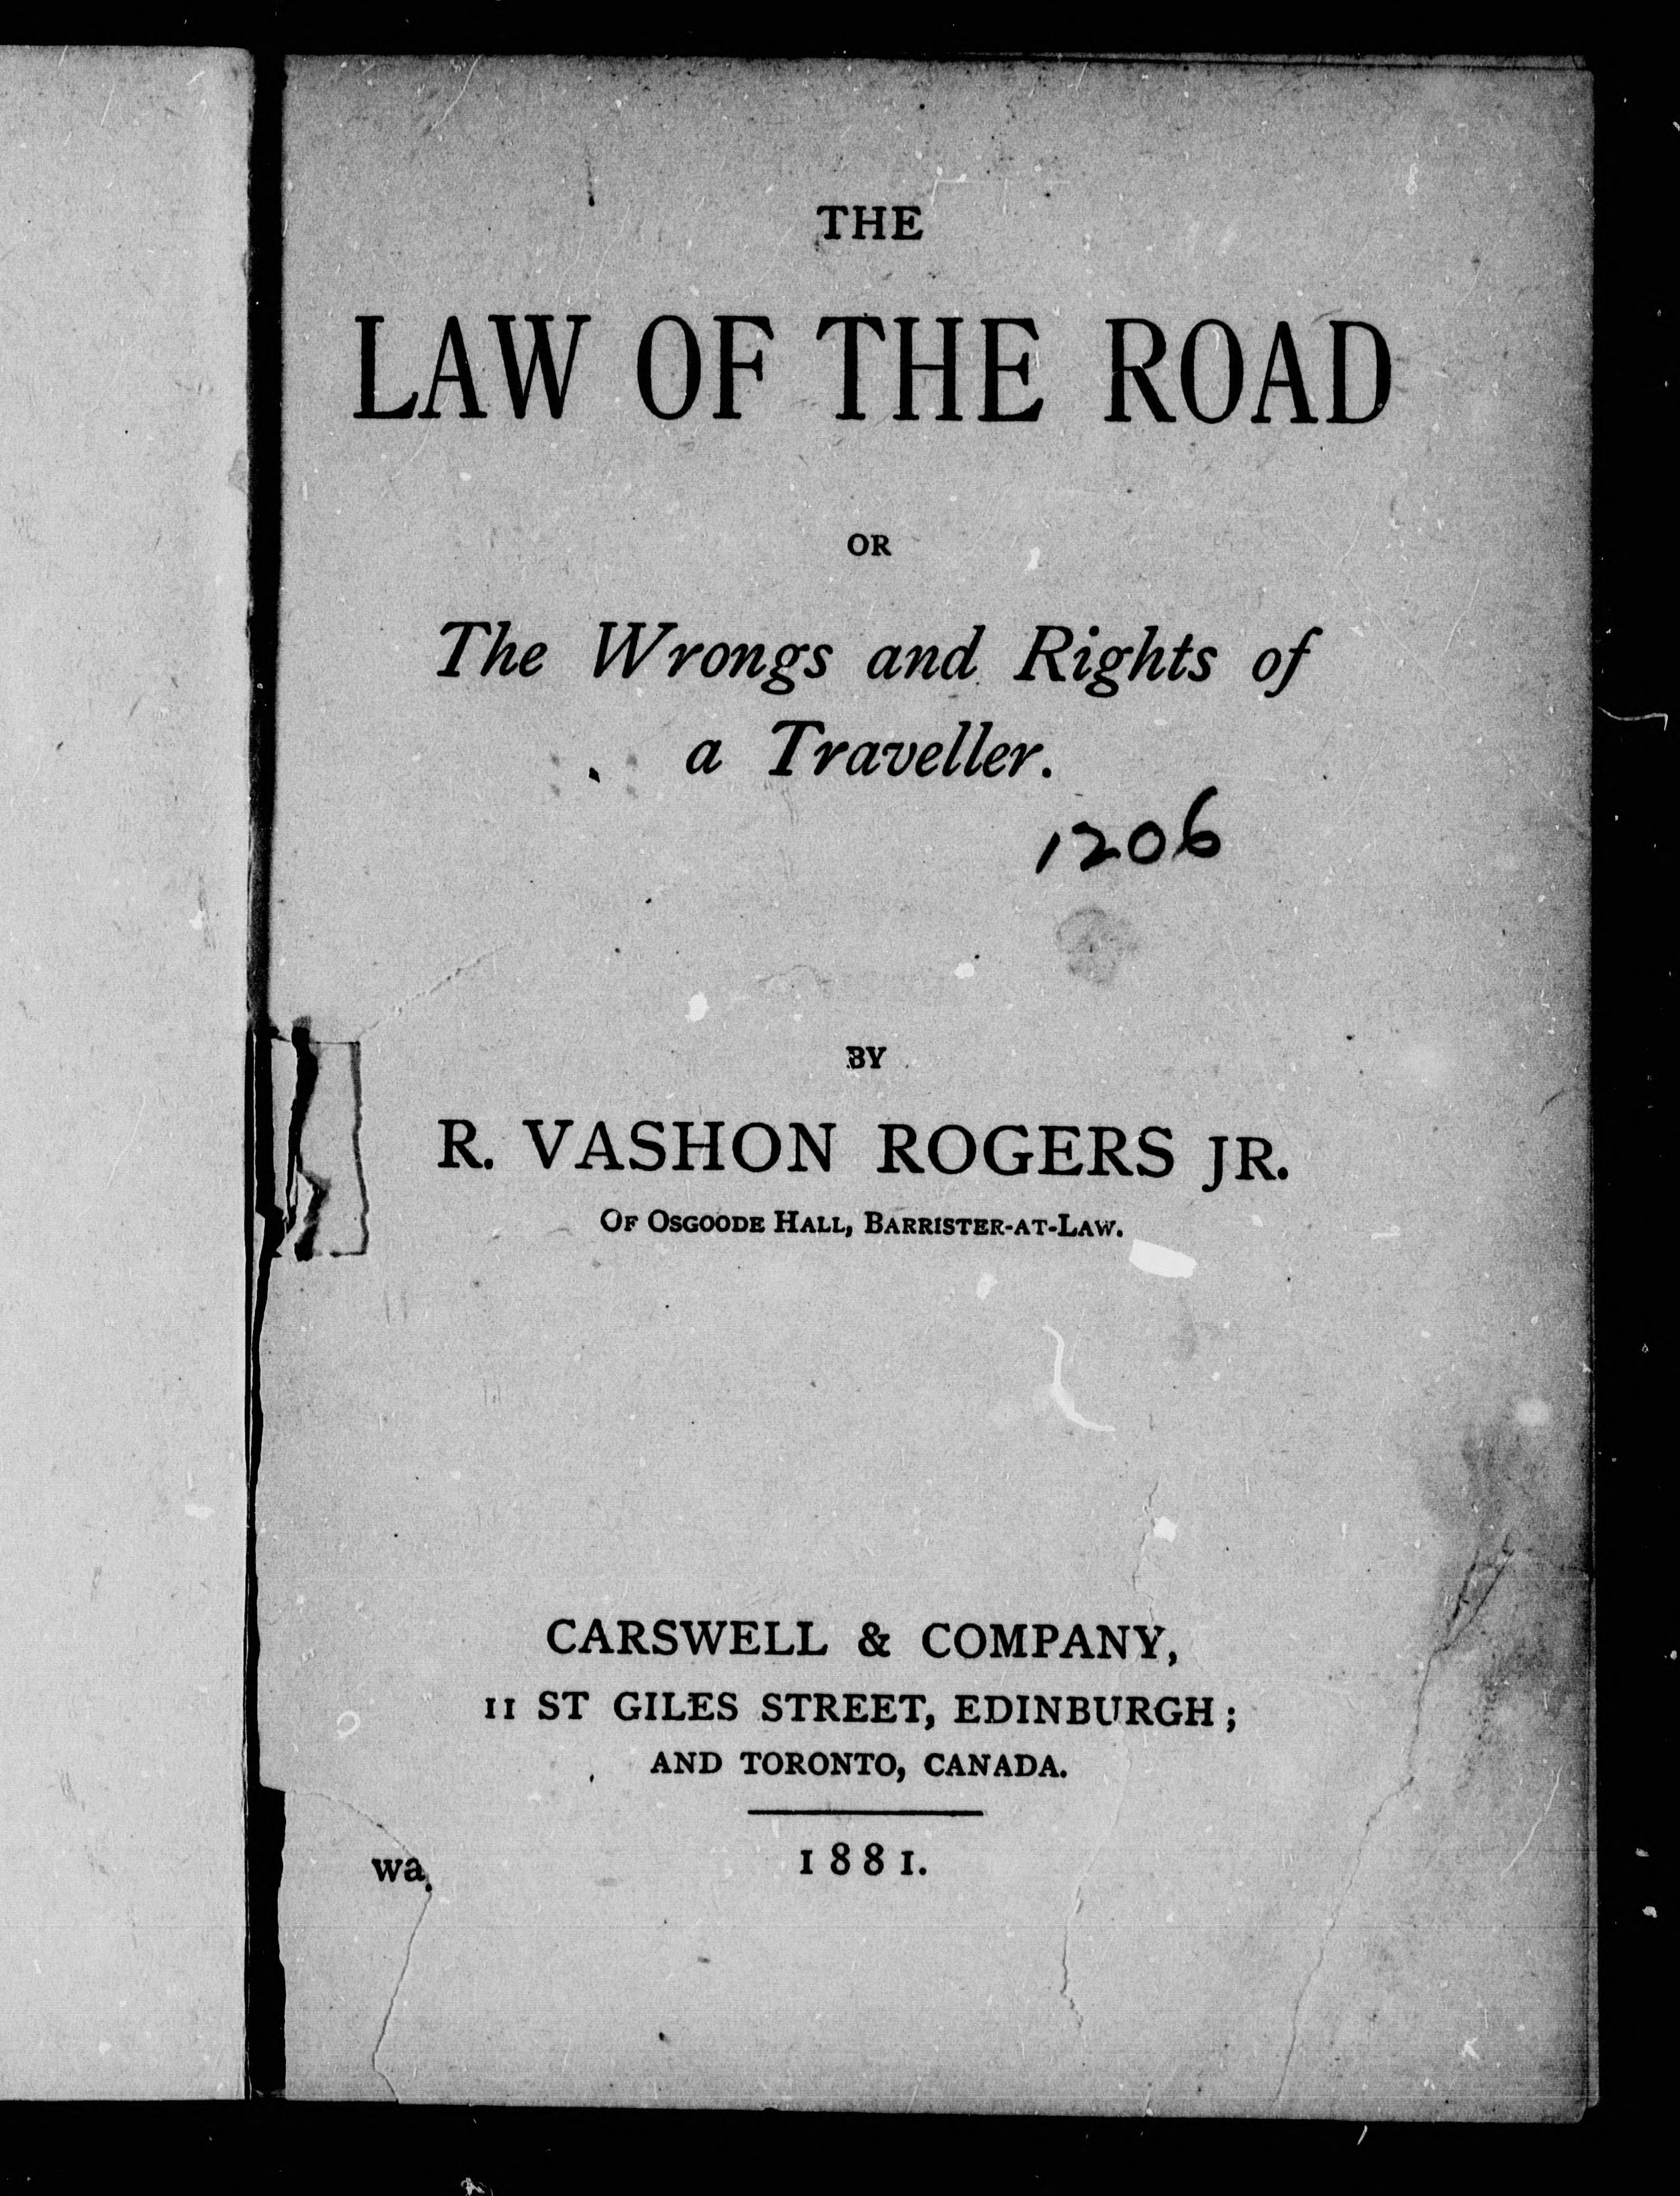 THE
LAW OF THE ROAD
OR
The Wrongs and Rights of
a Traveller.
1206
BY
R. VASHON ROGERS JR.
OF OSGOODE HALL, BARRISTER-AT-LAW.
CARSWELL & COMPANY,
11 ST GILES STREET, EDINBURGH;
AND TORONTO, CANADA.
1881.
wa.